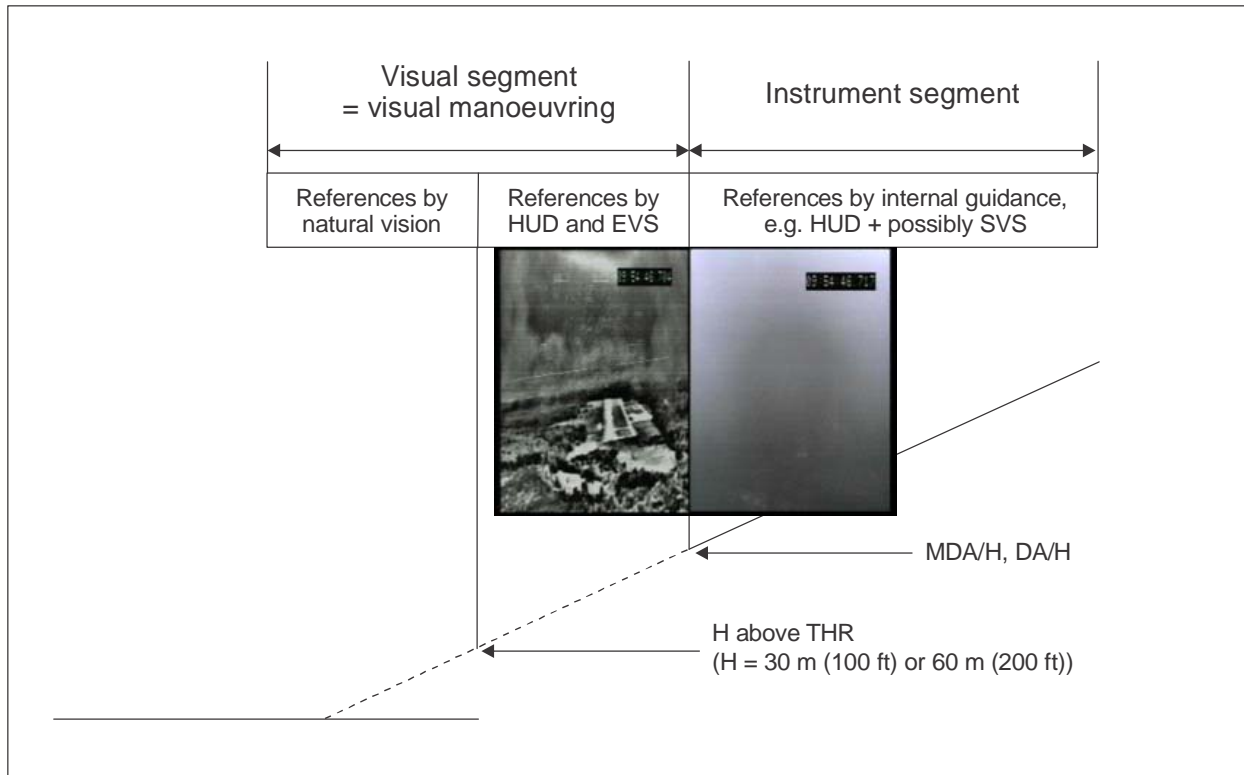 Visual segment
= visual manoeuvring
Instrument segment
References by
natural vision
References by
HUD and EVS
References by internal guidance,
e.g. HUD + possibly SVS
MDA/H, DA/H
H above THR
(H = 30 m (100 ft) or 60 m (200 ft))